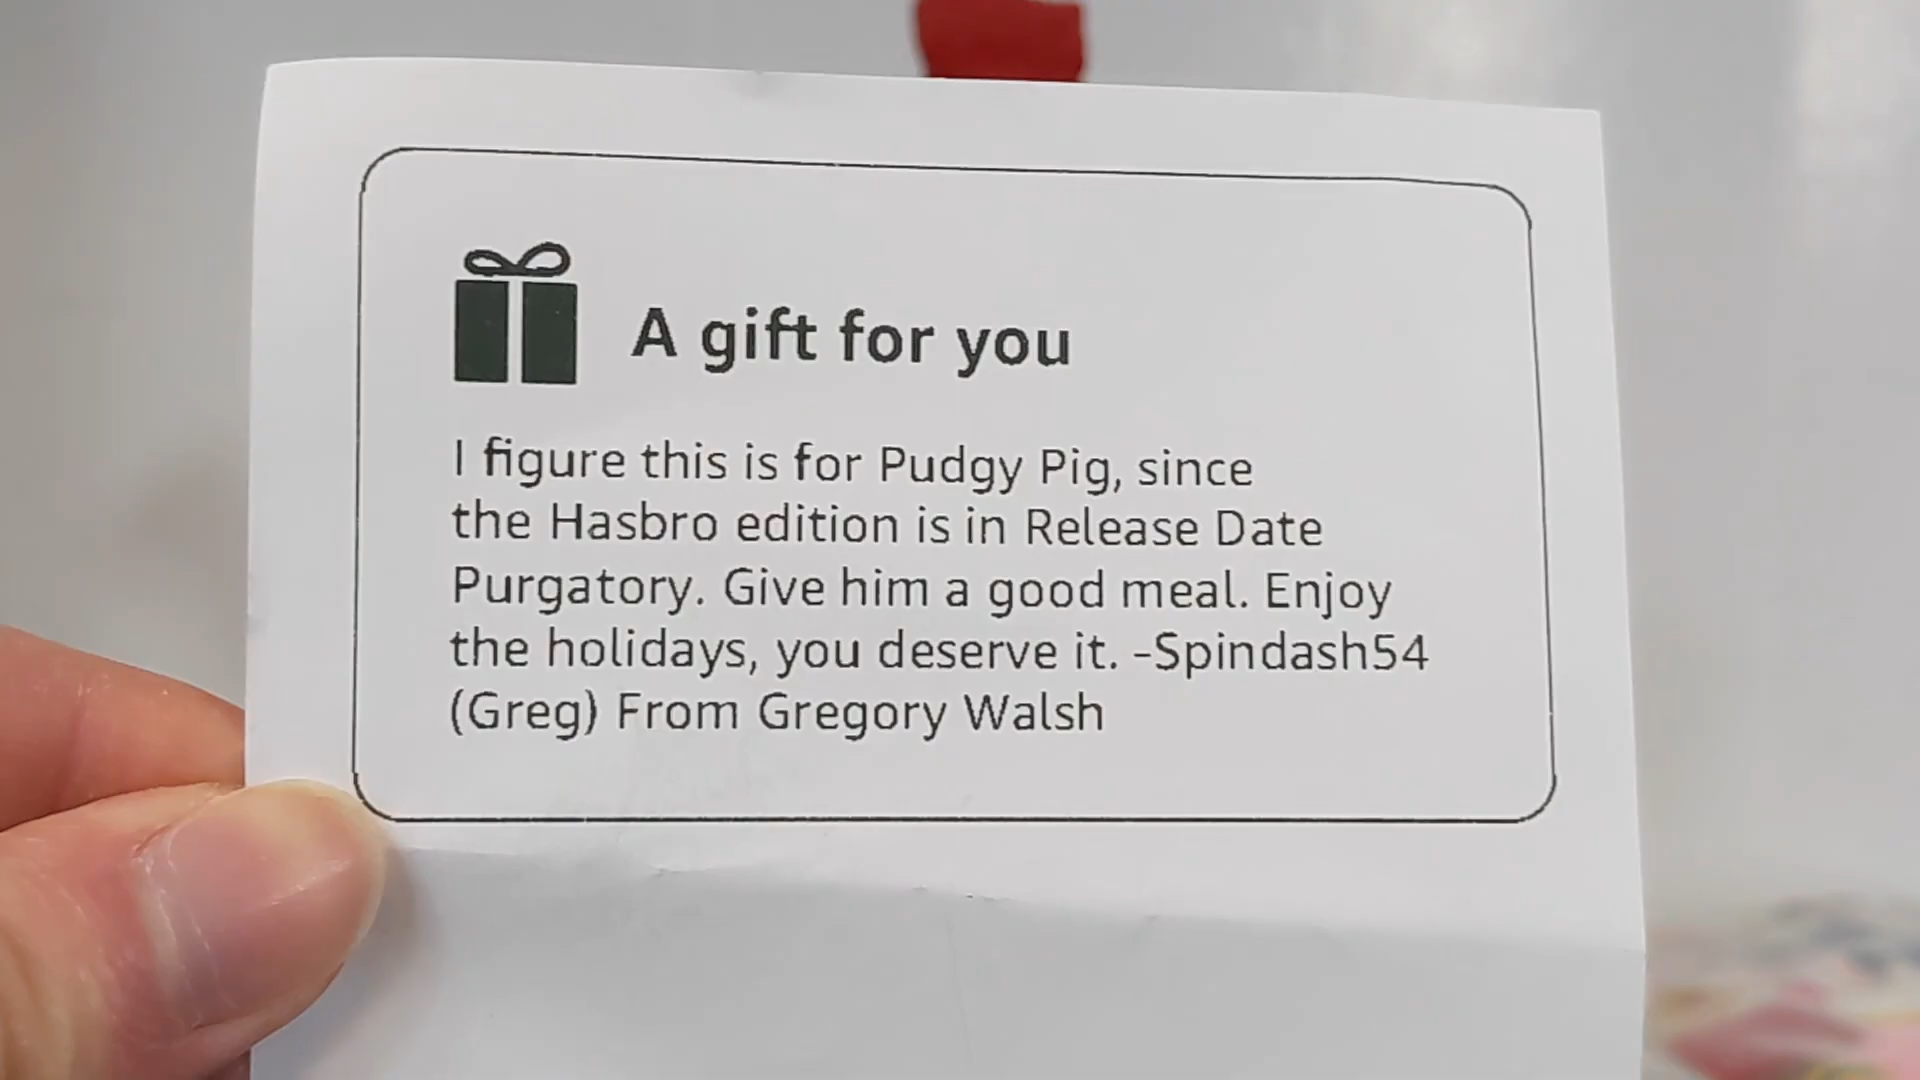 A gift for you
I figure this is for Pudgy Pig, since
the Hasbro edition is in Release Date
Purgatory. Give him a good meal. Enjoy
the holidays, you deserve it. -Spindash54
(Greg) From Gregory Walsh